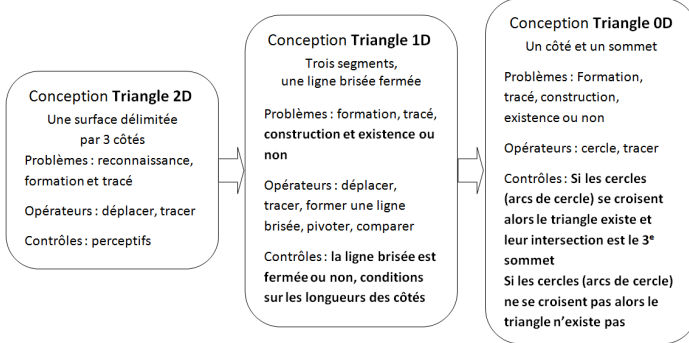 Conception Triangle 2D
Une surface délimitée
par 3 côtés
Problèmes : reconnaissance,
formation et tracé
Opérateurs : déplacer, tracer
Contrôles : perceptifs
Conception Triangle 1D
Trois segments,
une ligne brisée fermée
Problèmes : formation, tracé,
construction et existence ou
non
Opérateurs : déplacer,
tracer, former une ligne
brisée, pivoter, comparer
Contrôles : la ligne brisée est
fermée ou non, conditions
sur les longueurs des côtés
Conception Triangle 0D
Un côté et un sommet
Problèmes : Formation,
tracé, construction,
existence ou non
Opérateurs : cercle, tracer
Contrôles : Si les cercles
(arcs de cercle) se croisent
alors le triangle existe et
leur intersection est le 3e
sommet
Si les cercles (arcs de cercle)
ne se croisent pas alors le
triangle n'existe pas